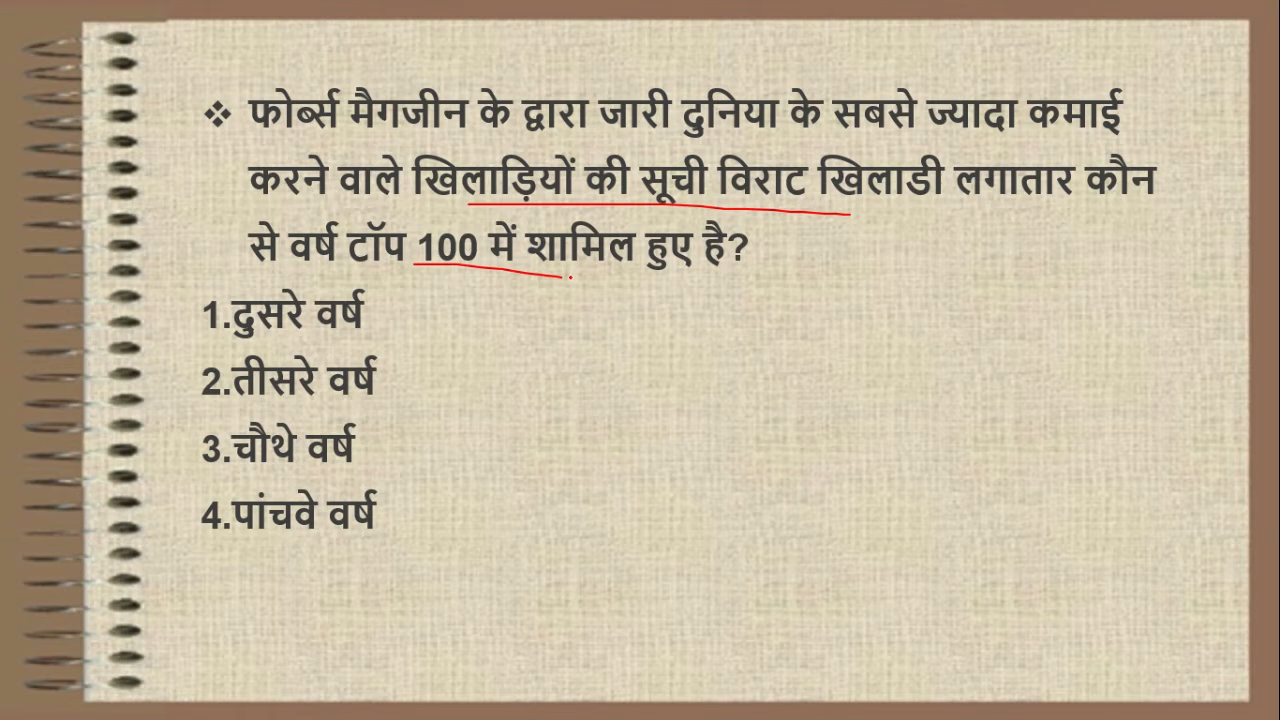 ❖ फोर्ब्स मैगजीन के द्वारा जारी दुनिया के सबसे ज्यादा कमाई
करने वाले खिलाड़ियों की सूची विराट खिलाडी लगातार कौन
से वर्ष टॉप 100 में शामिल हुए है?
1.दुसरे वर्ष
2.तीसरे वर्ष
3.चौथे वर्ष
4.पांचवे वर्ष